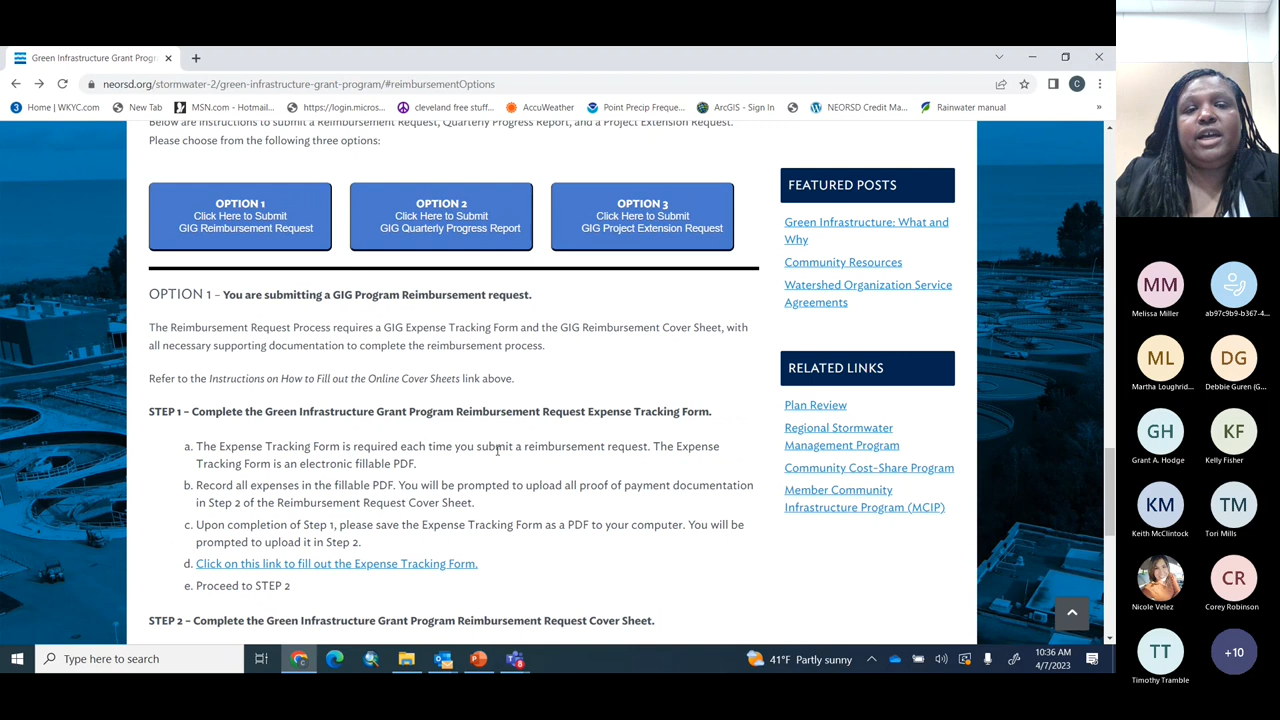 Green Infrastructure Grant Progr
neorsd.org/stormwater-2/green-infrastructure-grant-program/#reimbursementOptions
Home | WKYC.com
New Tab
MSN.com - Hotmail...
https://login.micros...
cleveland free stuff...
AccuWeather
Point Precip Freque...
ArcGIS - Sign In
NEORSD Credit Ma...
Rainwater manual
»
Below are instructions to submit a Reimbursement Request, Quarterly Progress Report, and a Project Extension Request.
Please choose from the following three options:
OPTION 1
Click Here to Submit
GIG Reimbursement Request
OPTION 2
Click Here to Submit
GIG Quarterly Progress Report
OPTION 3
Click Here to Submit
GIG Project Extension Request
OPTION 1 – You are submitting a GIG Program Reimbursement request.
The Reimbursement Request Process requires a GIG Expense Tracking Form and the GIG Reimbursement Cover Sheet, with
all necessary supporting documentation to complete the reimbursement process.
Refer to the Instructions on How to Fill out the Online Cover Sheets link above.
STEP 1 – Complete the Green Infrastructure Grant Program Reimbursement Request Expense Tracking Form.
a. The Expense Tracking Form is required each time you submit a reimbursement request. The Expense
Tracking Form is an electronic fillable PDF.
b. Record all expenses in the fillable PDF. You will be prompted to upload all proof of payment documentation
in Step 2 of the Reimbursement Request Cover Sheet.
c. Upon completion of Step 1, please save the Expense Tracking Form as a PDF to your computer. You will be
prompted to upload it in Step 2.
d. Click on this link to fill out the Expense Tracking Form.
e. Proceed to STEP 2
STEP 2 – Complete the Green Infrastructure Grant Program Reimbursement Request Cover Sheet.
FEATURED POSTS
Green Infrastructure: What and
Why
Community Resources
Watershed Organization Service
Agreements
RELATED LINKS
Plan Review
Regional Stormwater
Management Program
Community Cost-Share Program
Member Community
Infrastructure Program (MCIP)
Type here to search
41°F Partly sunny
10:36 AM
4/7/2023
MM
Melissa Miller
ab97c9b9-b367-4...
ML
Martha Loughrid...
DG
Debbie Guren (G...
GH
Grant A. Hodge
KF
Kelly Fisher
KM
Keith McClintock
TM
Tori Mills
Nicole Velez
CR
Corey Robinson
TT
Timothy Tramble
+10